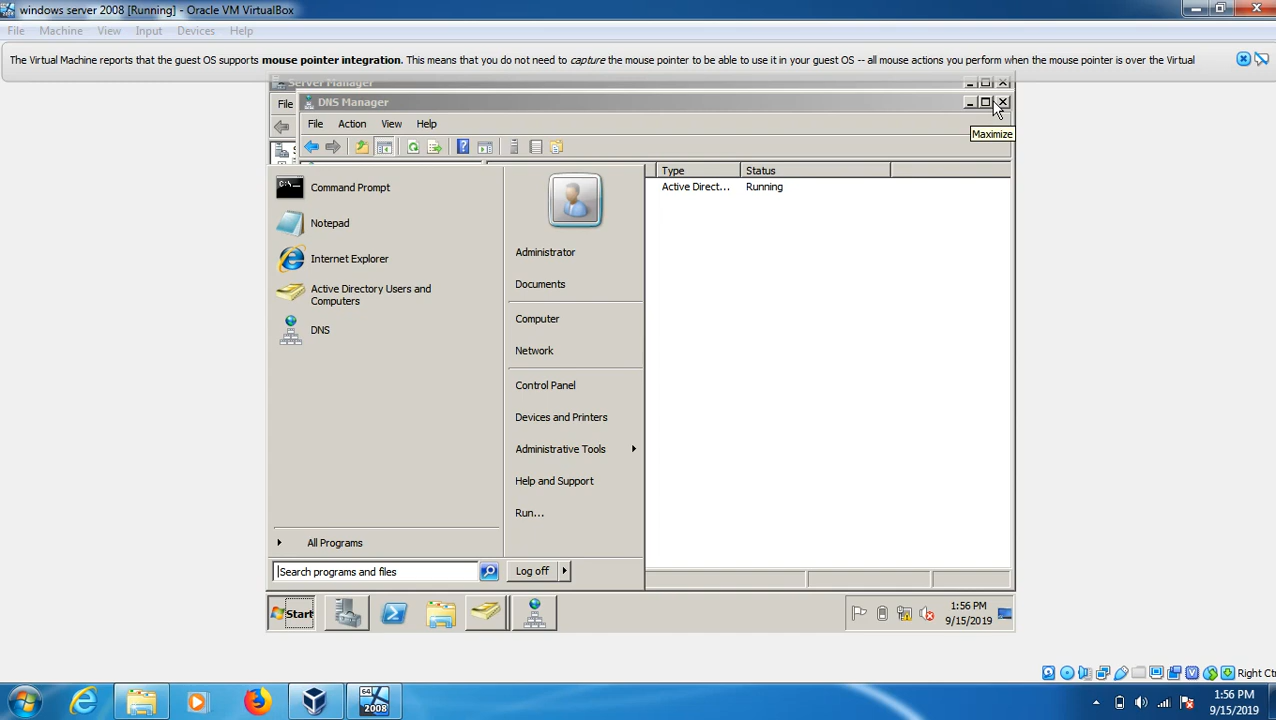 windows server 2008 [Running] - Oracle VM VirtualBox
File Machine View Input Devices Help
The Virtual Machine reports that the guest OS supports mouse pointer integration. This means that you do not need to capture the mouse pointer to be able to use it in your guest OS -- all mouse actions you perform when the mouse pointer is over the Virtual
Server Manager
File
DNS Manager
File Action View Help
Maximize
Type Status
Active Direct... Running
Command Prompt
Notepad
Internet Explorer
Active Directory Users and
Computers
DNS
All Programs
Search programs and files
Administrator
Documents
Computer
Network
Control Panel
Devices and Printers
Administrative Tools
Help and Support
Run...
Log off
Start
1:56 PM
9/15/2019
Right Ct
64
2008
1:56 PM
9/15/2019